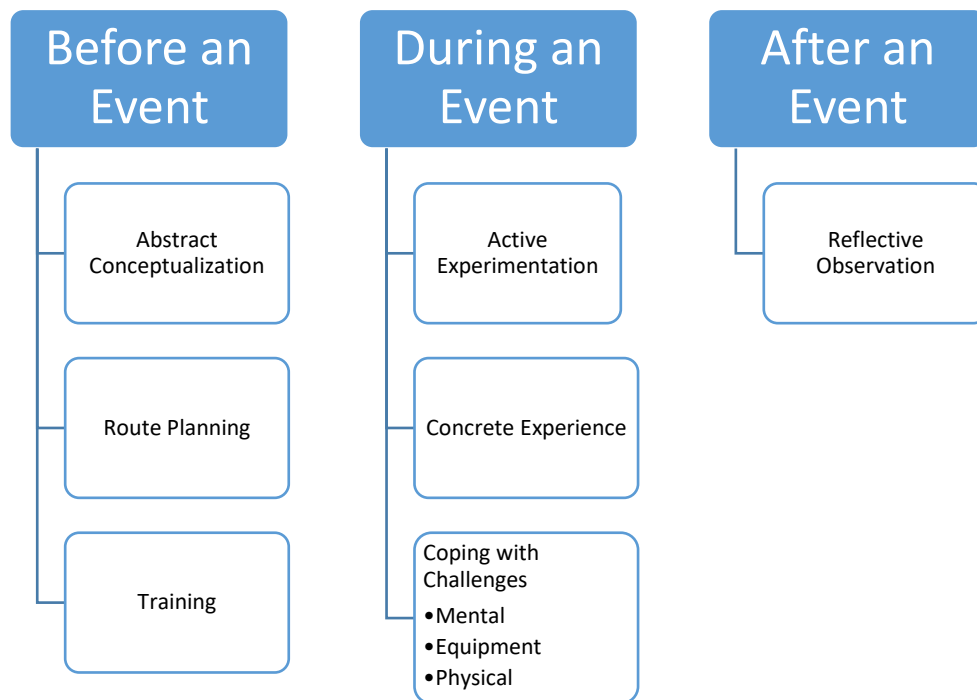 Before an
Event
Abstract
Conceptualization
Route Planning
Training
During an
Event
Active
Experimentation
Concrete Experience
Coping with
Challenges
•Mental
•Equipment
•Physical
After an
Event
Reflective
Observation